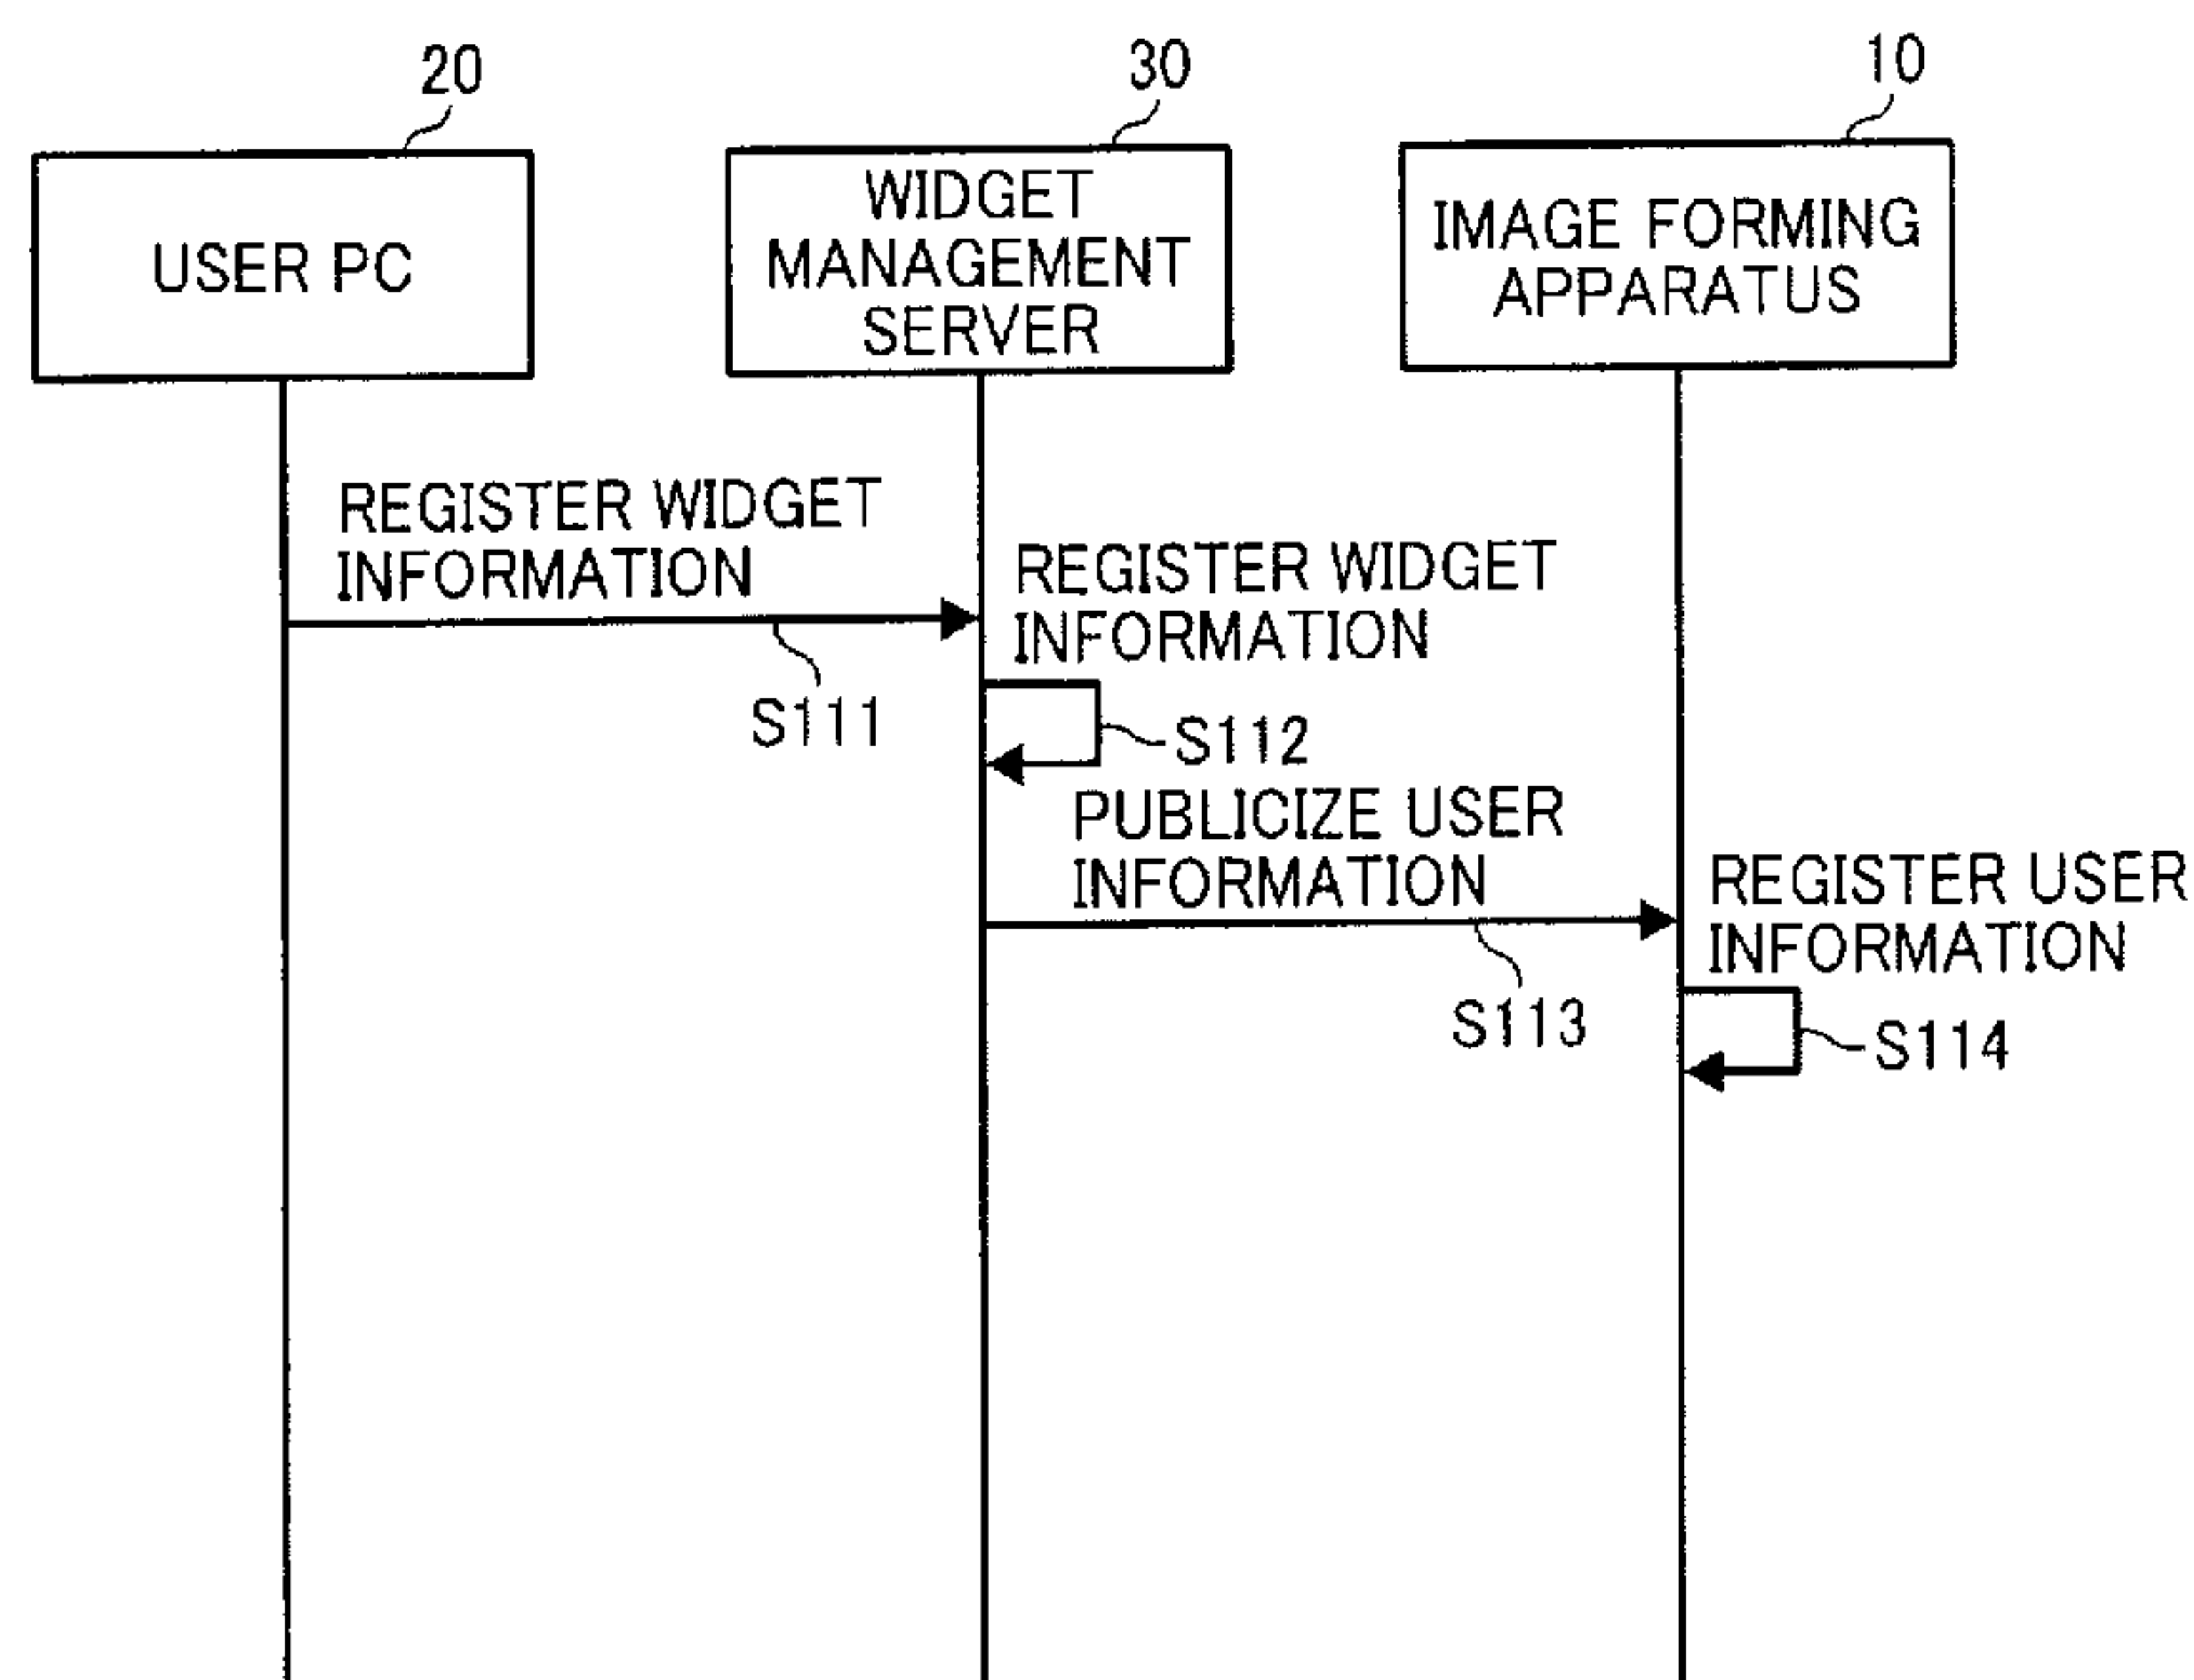 20
30
10
USER PC
WIDGET
MANAGEMENT
SERVER
IMAGE FORMING
APPARATUS
REGISTER WIDGET
INFORMATION
S111
REGISTER WIDGET
INFORMATION
S112
PUBLICIZE USER
INFORMATION
S113
REGISTER USER
INFORMATION
S114